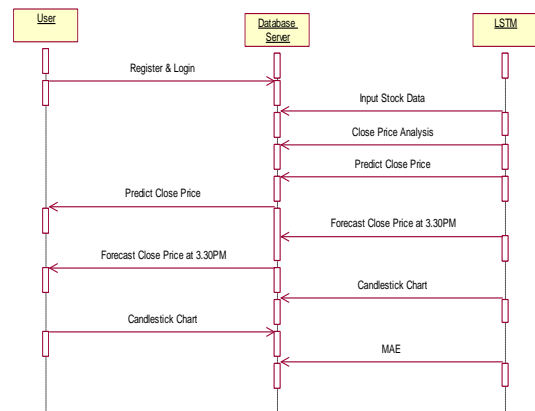 User
Database
Server
LSTM
Register & Login
Input Stock Data
Close Price Analysis
Predict Close Price
Predict Close Price
Forecast Close Price at 3.30PM
Forecast Close Price at 3.30PM
Candlestick Chart
Candlestick Chart
MAE